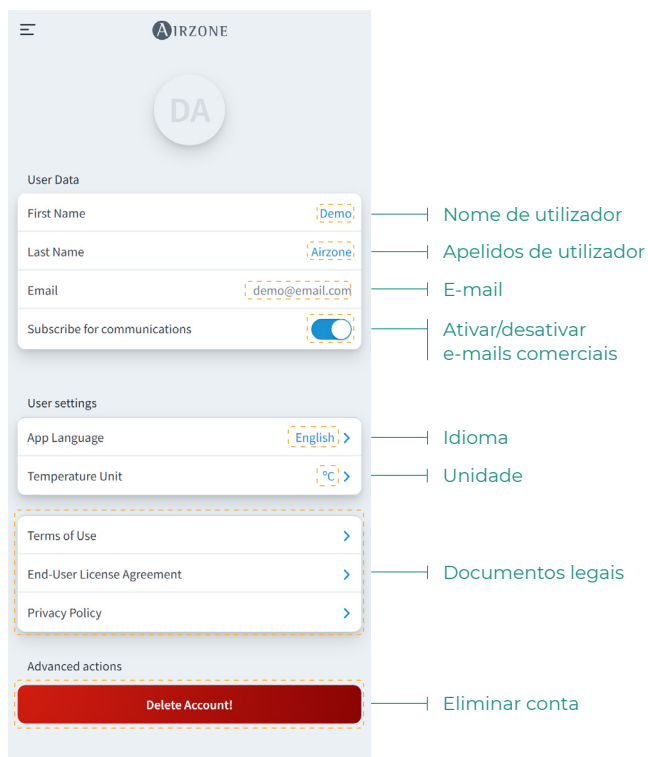 AIRZONE
DA
User Data
First Name Demo Nome de utilizador
Last Name Airzone Apelidos de utilizador
Email demo@email.com E-mail
Subscribe for communications Ativar/desativar
e-mails comerciais
User settings
App Language English Idioma
Temperature Unit ºC Unidade
Terms of Use
End-User License Agreement Documentos legais
Privacy Policy
Advanced actions
Delete Account! Eliminar conta